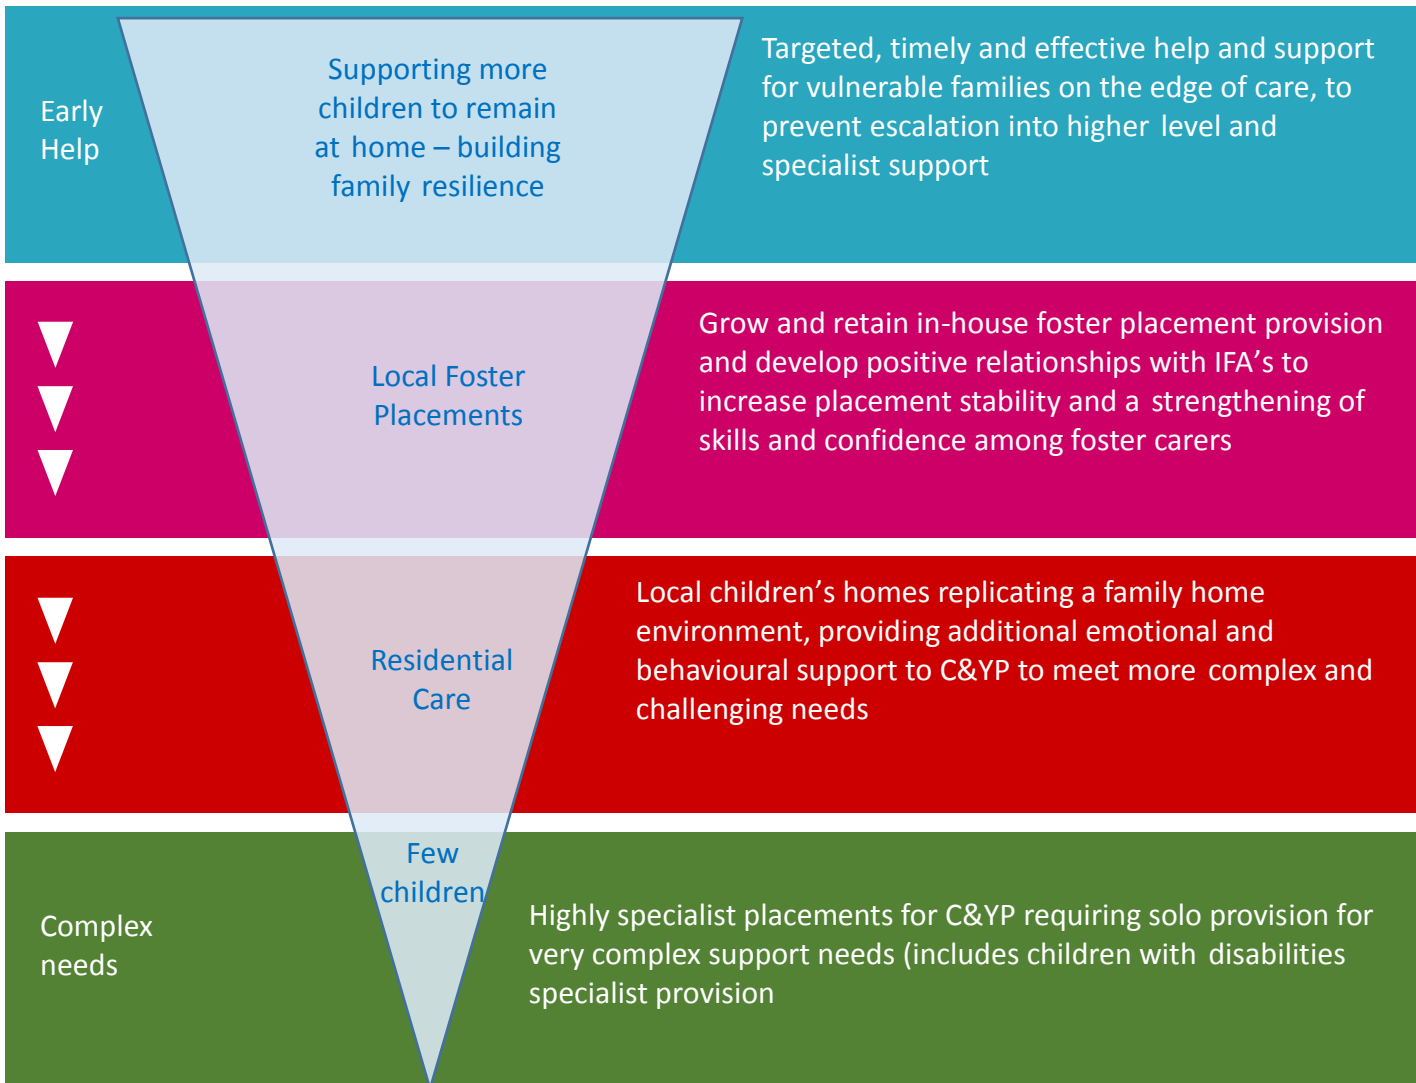 Early
Help
Supporting more
children to remain
at home – building
family resilience
Targeted, timely and effective help and support
for vulnerable families on the edge of care, to
prevent escalation into higher level and
specialist support
Local Foster
Placements
Grow and retain in-house foster placement provision
and develop positive relationships with IFA’s to
increase placement stability and a strengthening of
skills and confidence among foster carers
Residential
Care
Local children’s homes replicating a family home
environment, providing additional emotional and
behavioural support to C&YP to meet more complex and
challenging needs
Few
children
Complex
needs
Highly specialist placements for C&YP requiring solo provision for
very complex support needs (includes children with disabilities
specialist provision